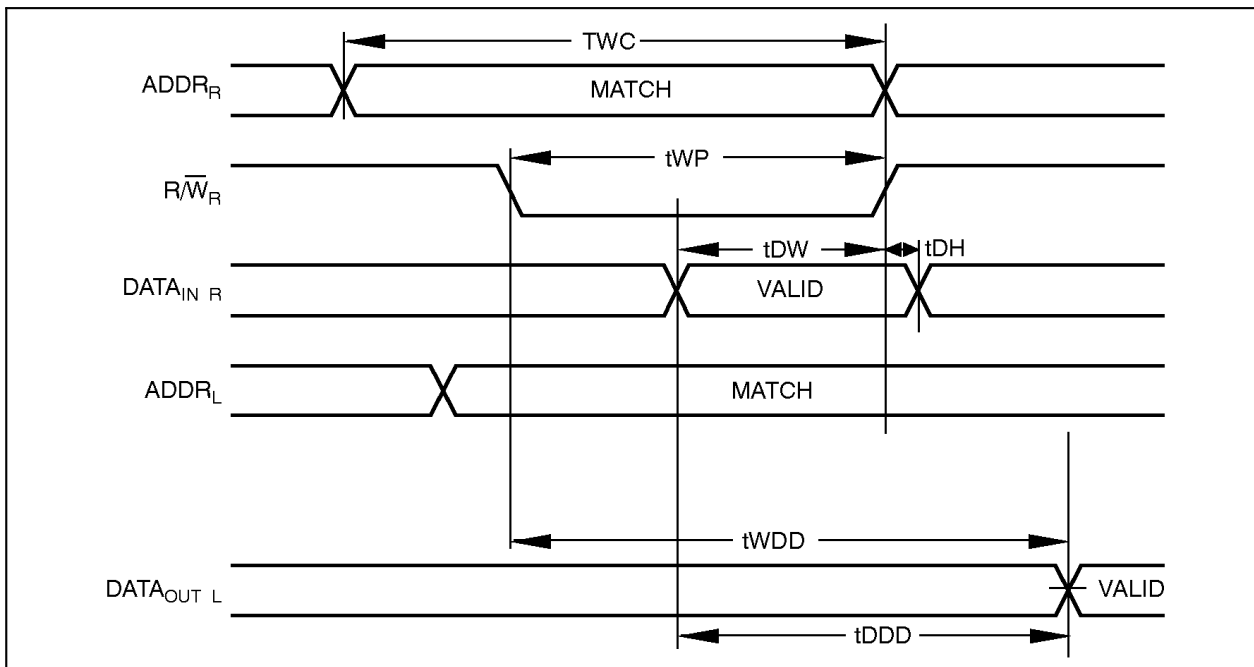 TWC
ADDR_R MATCH
tWP
R/W̅_R
tDW tDH
DATA_IN R VALID
ADDR_L MATCH
tWDD
DATA_OUT L VALID
tDDD